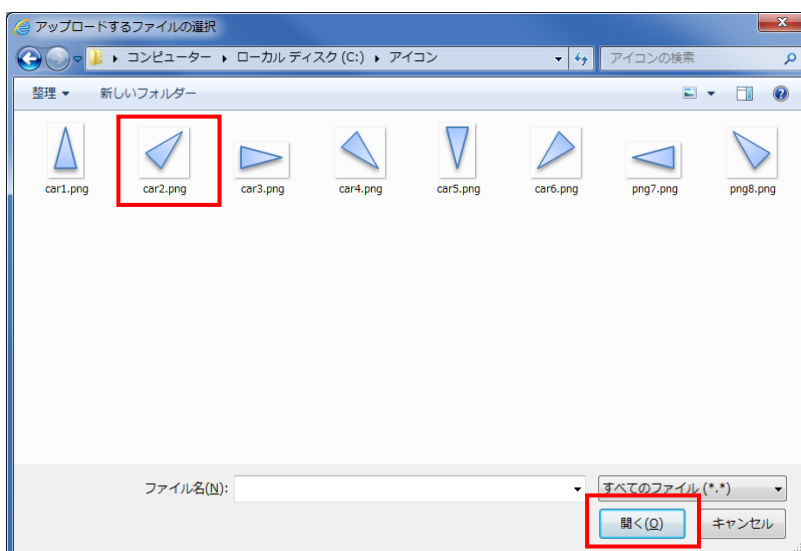 アップロードするファイルの選択
コンピューター ローカル ディスク (C:) アイコン
アイコンの検索
整理 新しいフォルダー
car1.png car2.png car3.png car4.png car5.png car6.png png7.png png8.png
ファイル名(N): すべてのファイル (*.*)
開く(O) キャンセル